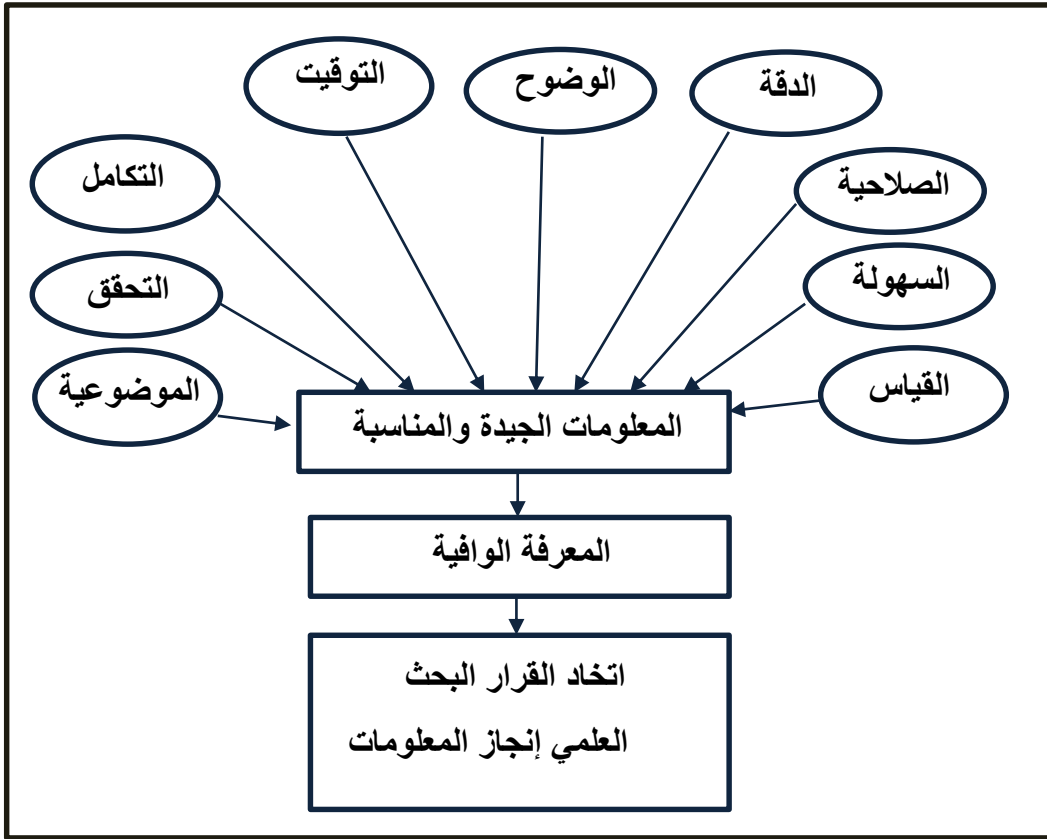 الدقة
الوضوح
التوقيت
الصلاحية
التكامل
السهولة
التحقق
القياس
الموضوعية
المعلومات الجيدة والمناسبة
المعرفة الوافية
اتخاد القرار البحث
العلمي إنجاز المعلومات